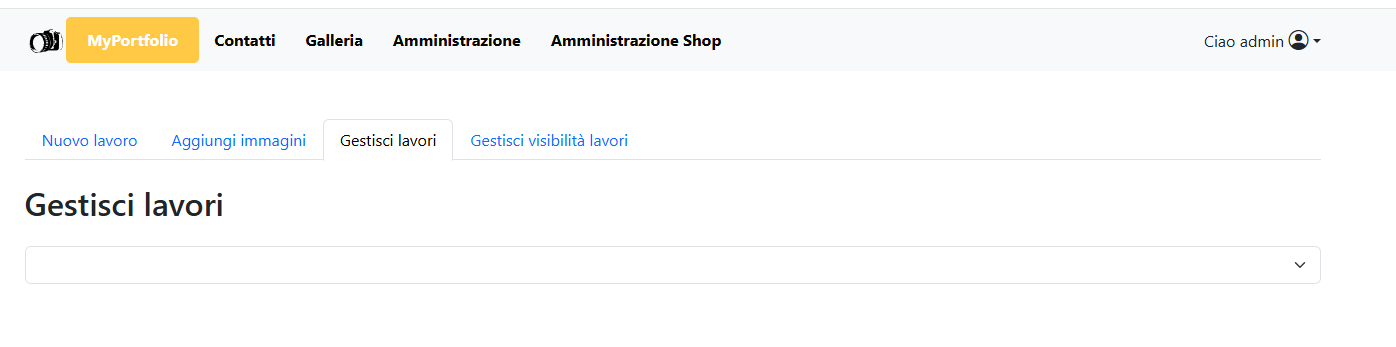 MyPortfolio Contatti Galleria Amministrazione Amministrazione Shop Ciao admin
Nuovo lavoro Aggiungi immagini Gestisci lavori Gestisci visibilità lavori
Gestisci lavori